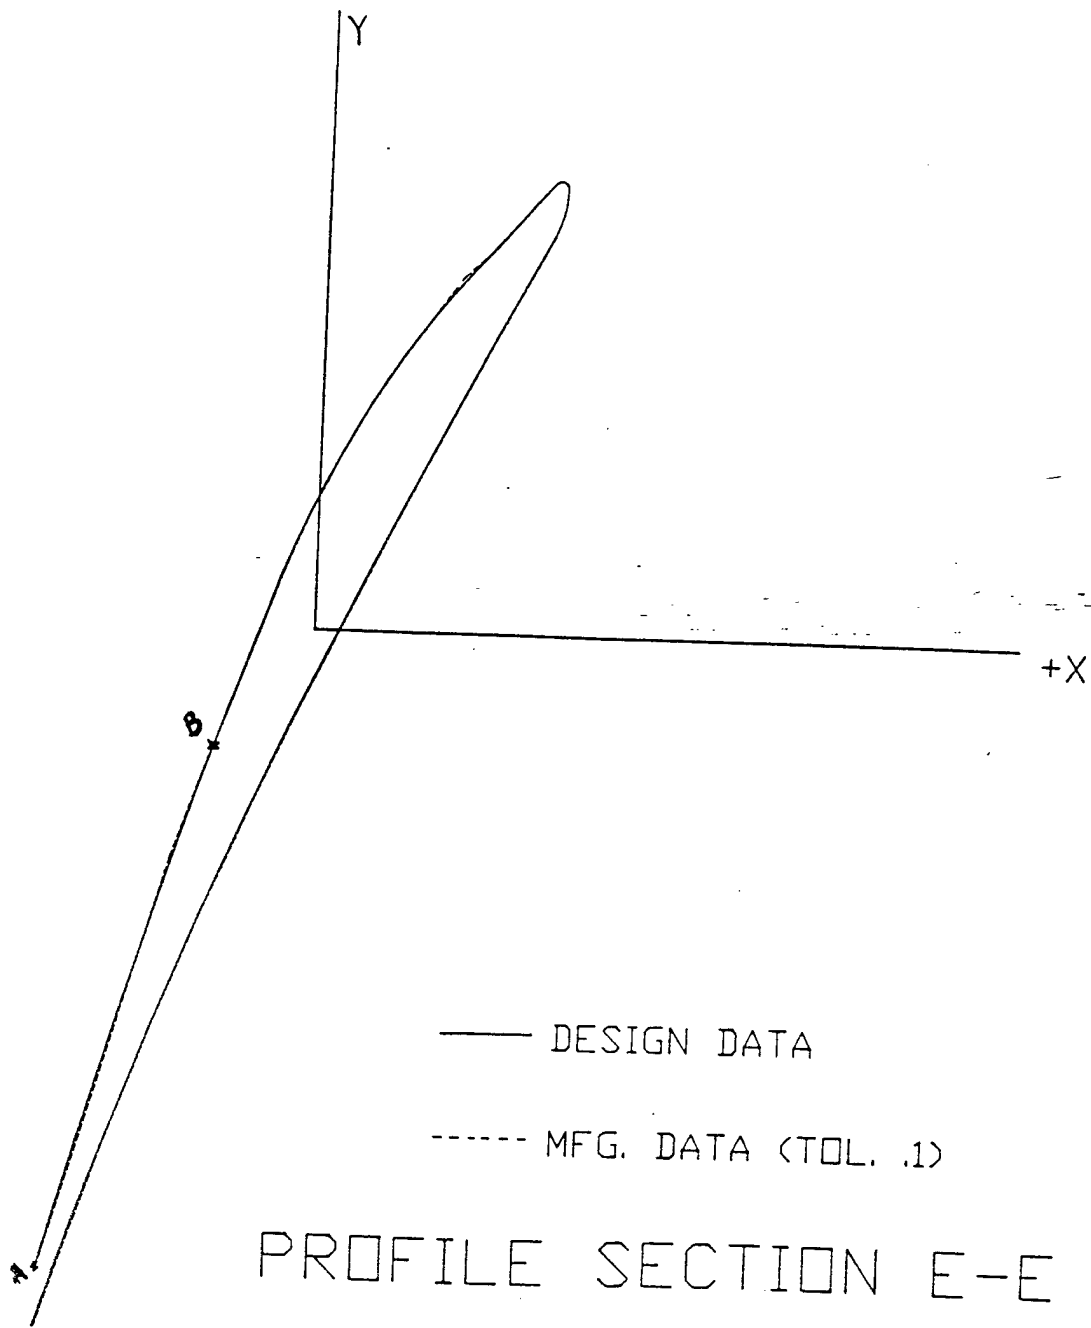 Y
+X
B
DESIGN DATA
MFG. DATA (TOL. .1)
PROFILE SECTION E-E